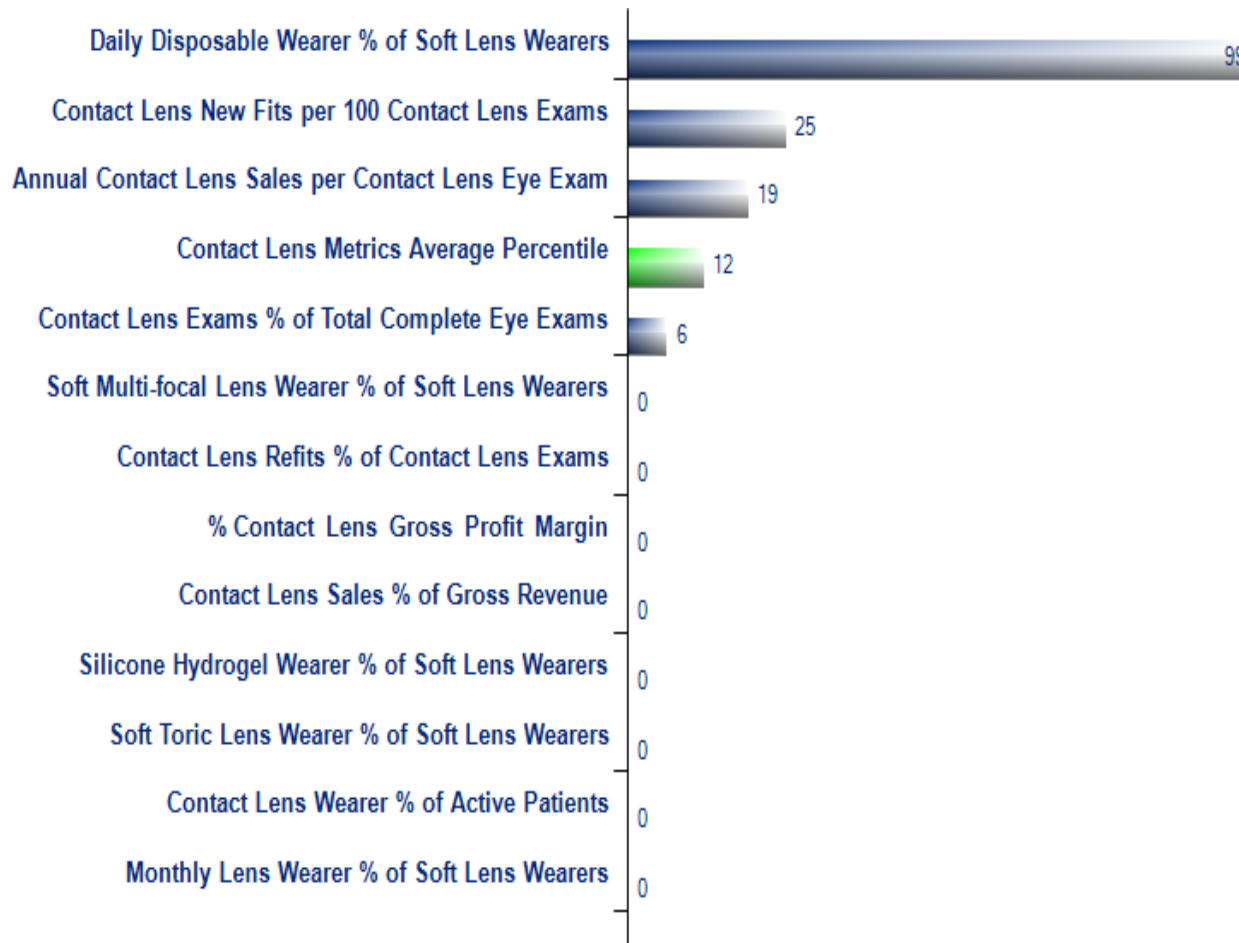 Daily Disposable Wearer % of Soft Lens Wearers
99
Contact Lens New Fits per 100 Contact Lens Exams
25
Annual Contact Lens Sales per Contact Lens Eye Exam
19
Contact Lens Metrics Average Percentile
12
Contact Lens Exams % of Total Complete Eye Exams
6
Soft Multi-focal Lens Wearer % of Soft Lens Wearers
0
Contact Lens Refits % of Contact Lens Exams
0
% Contact Lens Gross Profit Margin
0
Contact Lens Sales % of Gross Revenue
0
Silicone Hydrogel Wearer % of Soft Lens Wearers
0
Soft Toric Lens Wearer % of Soft Lens Wearers
0
Contact Lens Wearer % of Active Patients
0
Monthly Lens Wearer % of Soft Lens Wearers
0